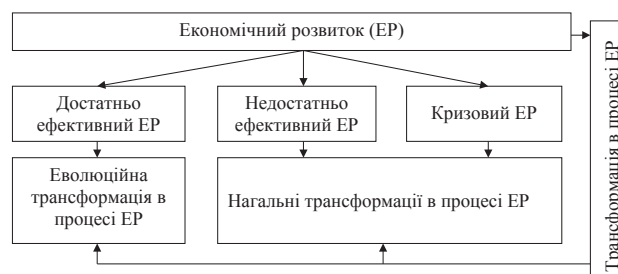 Економічний розвиток (ЕР)
Достатньо
ефективний ЕР
Недостатньо
ефективний ЕР
Кризовий ЕР
Еволюційна
трансформація в
процесі ЕР
Нагальні трансформації в процесі ЕР
Трансформація в процесі ЕР